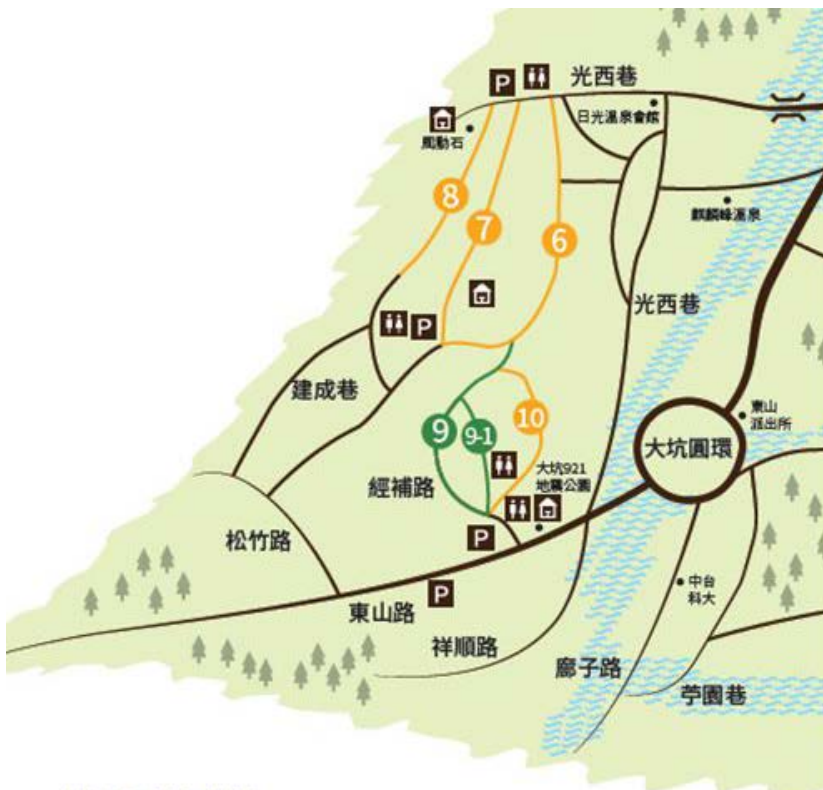 光西巷
P
日光溫泉會館
風動石
8
7
6
麒麟峰溫泉
光西巷
P
建成巷
東山
派出所
10
9
9-1
大坑圓環
大坑921
地震公園
經補路
P
松竹路
中台
科大
P
東山路
祥順路
廍子路
苧園巷